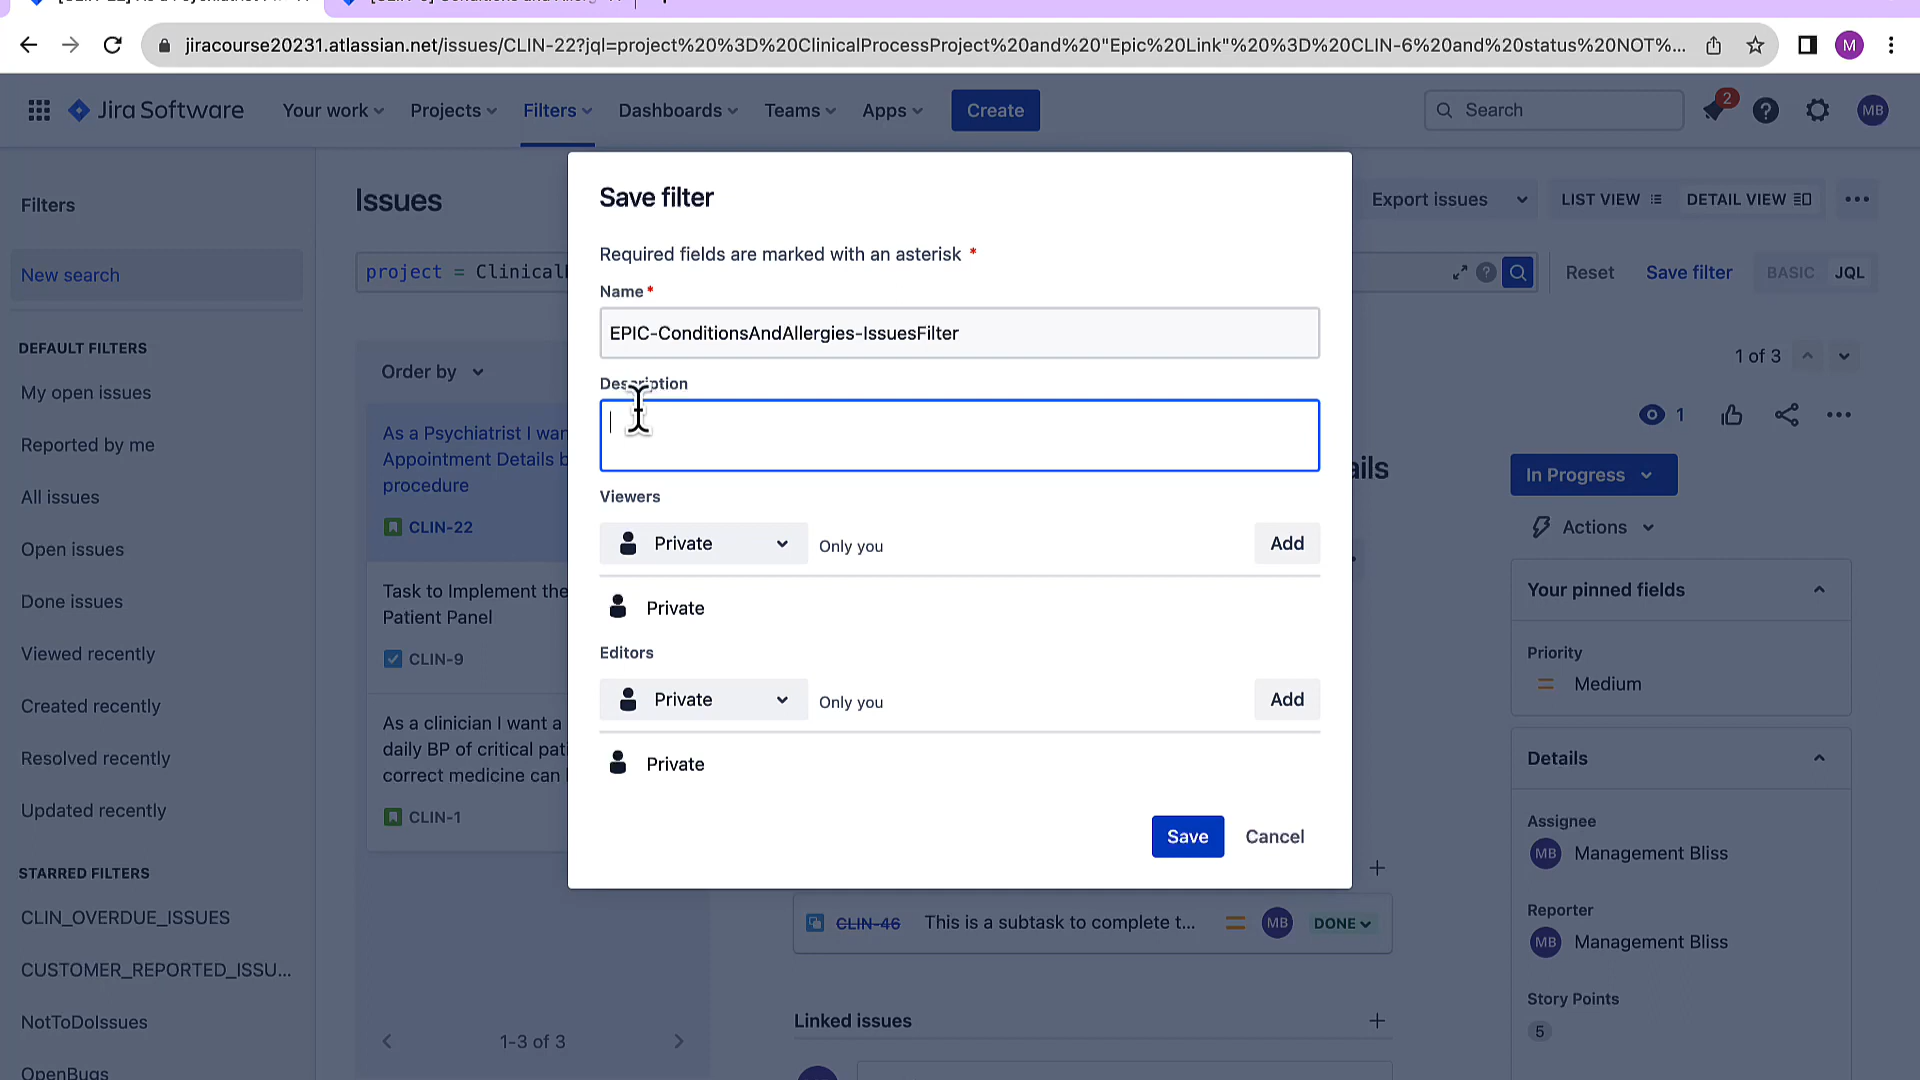 jiracourse20231.atlassian.net/issues/CLIN-22?jql=project%20%3D%20ClinicalProcessProject%20and%20"Epic%20Link"%20%3D%20CLIN-6%20and%20status%20NOT%...
M
Jira Software
Your work
Projects
Filters
Dashboards
Teams
Apps
Create
Search
2
MB
Filters
New search
DEFAULT FILTERS
My open issues
Reported by me
All issues
Open issues
Done issues
Viewed recently
Created recently
Resolved recently
Updated recently
STARRED FILTERS
CLIN_OVERDUE_ISSUES
CUSTOMER_REPORTED_ISSU...
NotToDoIssues
OpenBugs
Issues
Export issues
LIST VIEW
DETAIL VIEW
project = Clinical
Reset
Save filter
BASIC
JQL
Order by
As a Psychiatrist I
Appointment Details
procedure
CLIN-22
Task to Implement the
Patient Panel
CLIN-9
As a clinician I want a
daily BP of critical
correct medicine can
CLIN-1
1-3 of 3
Save filter
Required fields are marked with an asterisk *
Name *
EPIC-ConditionsAndAllergies-IssuesFilter
Description
Viewers
Private
Only you
Add
Private
Editors
Private
Only you
Add
Private
Save
Cancel
1 of 3
1
In Progress
Actions
Your pinned fields
Priority
Medium
Details
Assignee
MB Management Bliss
Reporter
MB Management Bliss
Story Points
5
CLIN-46 This is a subtask to complete t... MB DONE
Linked issues